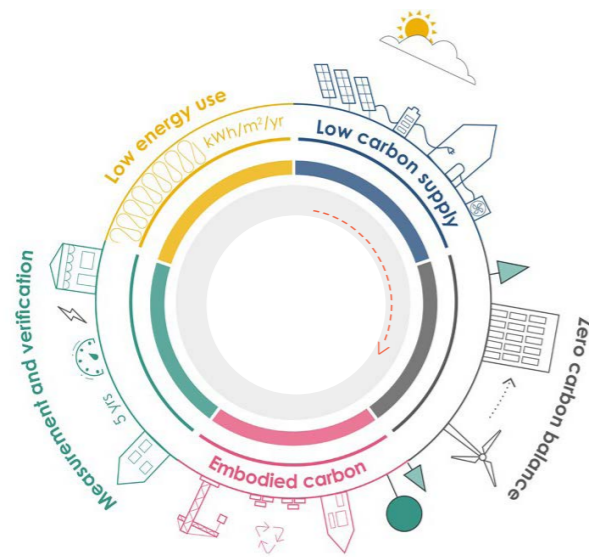 Low energy use
kWh/m²/yr
Low carbon supply
Zero carbon balance
Embodied carbon
Measurement and verification
5 yrs